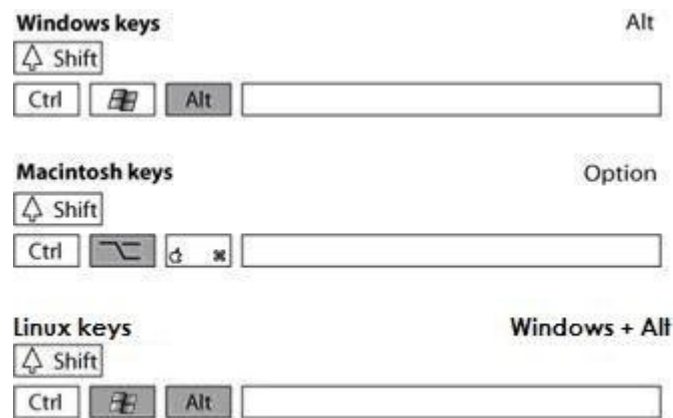 Windows keys Alt
Shift
Ctrl Alt
Macintosh keys Option
Shift
Ctrl ⌥ ⌘
Linux keys Windows + Alt
Shift
Ctrl Alt